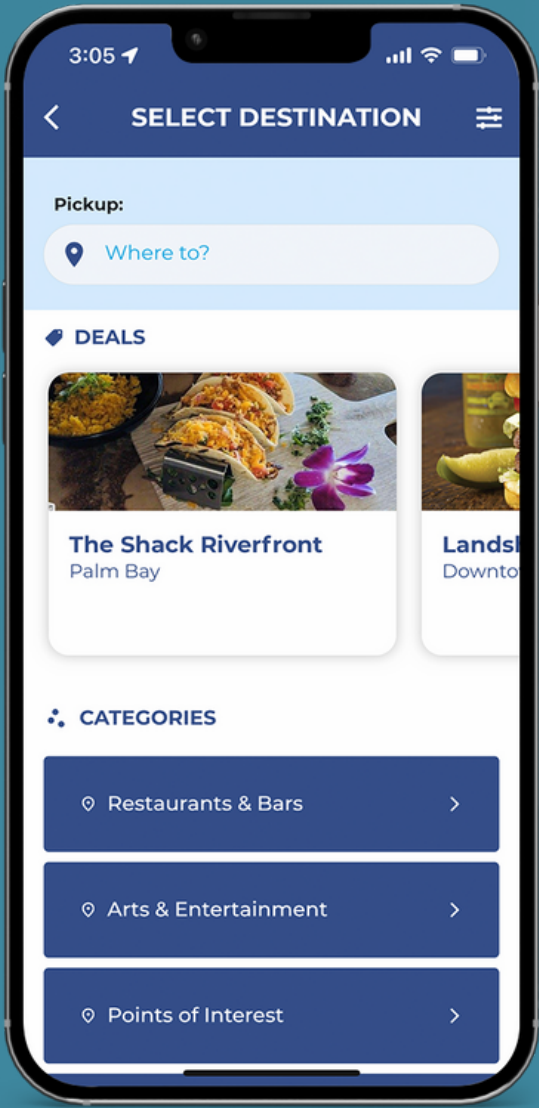 3:05
SELECT DESTINATION
Pickup:
Where to?
DEALS
The Shack Riverfront
Palm Bay
CATEGORIES
Restaurants & Bars
Arts & Entertainment
Points of Interest